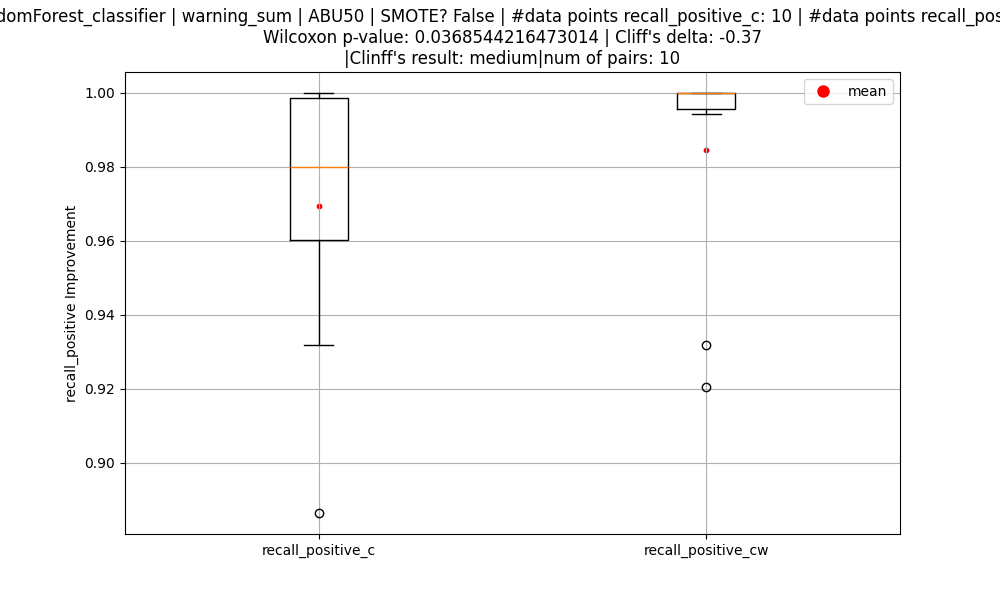 domForest_classifier | warning_sum | ABU50 | SMOTE? False | #data points recall_positive_c: 10 | #data points recall_pos
Wilcoxon p-value: 0.0368544216473014 | Cliff's delta: -0.37
|Clinff's result: medium|num of pairs: 10
mean
1.00
0.98
0.96
0.94
0.92
0.90
recall_positive Improvement
recall_positive_c
recall_positive_cw